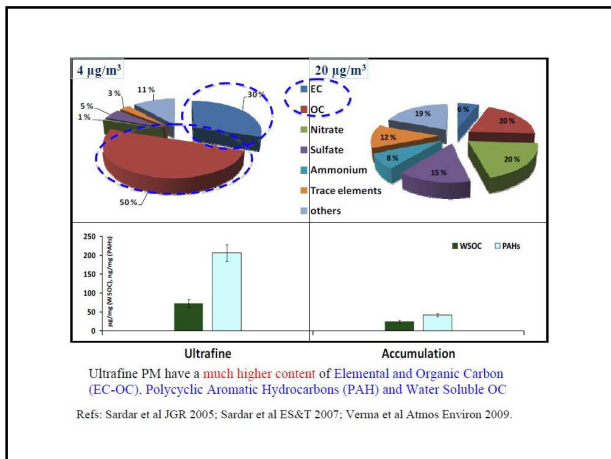 4 µg/m³
20 µg/m³
11 %
3 %
5 %
1 %
30 %
50 %
EC
OC
Nitrate
Sulfate
Ammonium
Trace elements
others
19 %
6 %
20 %
12 %
8 %
15 %
20 %
µg/mg (WSOC), ng/mg (PAHs)
250
200
150
100
50
0
WSOC
PAHs
Ultrafine
Accumulation
Ultrafine PM have a much higher content of Elemental and Organic Carbon
(EC-OC), Polycyclic Aromatic Hydrocarbons (PAH) and Water Soluble OC
Refs: Sardar et al JGR 2005; Sardar et al ES&T 2007; Verma et al Atmos Environ 2009.